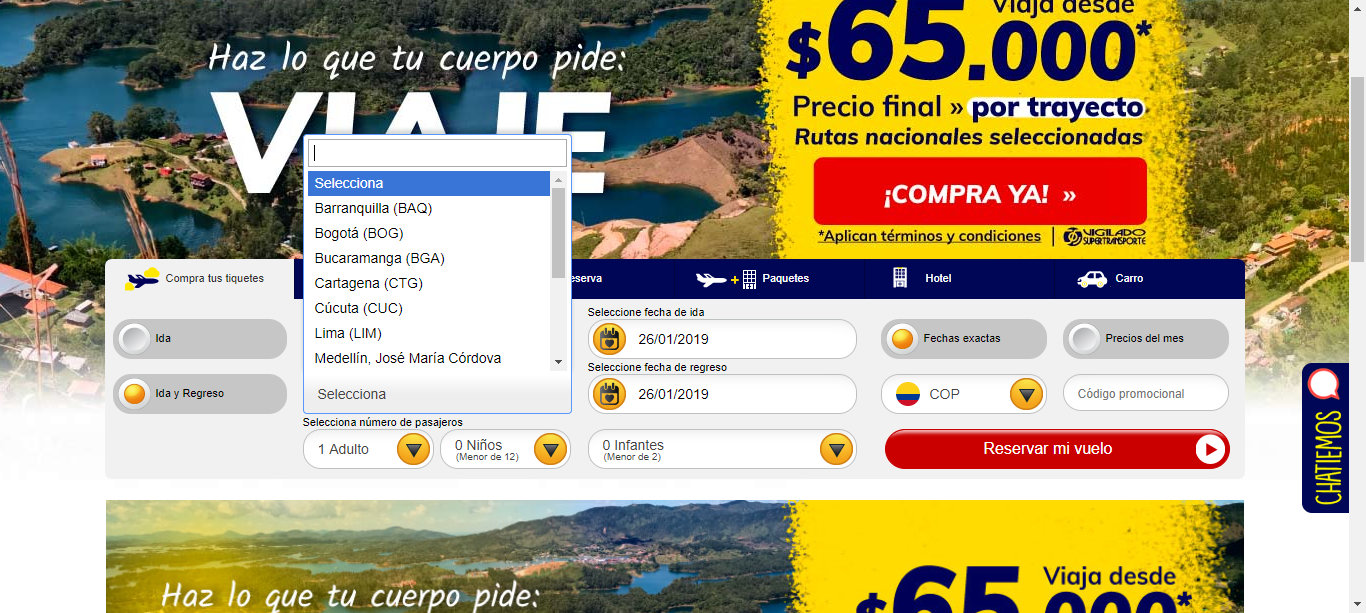 Viaja desde
Haz lo que tu cuerpo pide:
$65.000*
VIAJE
Precio final » por trayecto
Rutas nacionales seleccionadas
¡COMPRA YA! »
*Aplican términos y condiciones | VIGILADO SUPERTRANSPORTE
Selecciona
Barranquilla (BAQ)
Bogotá (BOG)
Bucaramanga (BGA)
Cartagena (CTG)
Cúcuta (CUC)
Lima (LIM)
Medellín, José María Córdova
Selecciona
Compra tus tiquetes
eserva
+ Paquetes
Hotel
Carro
Ida
Ida y Regreso
Seleccione fecha de ida
26/01/2019
Seleccione fecha de regreso
26/01/2019
Fechas exactas
Precios del mes
COP
Código promocional
Selecciona número de pasajeros
1 Adulto
0 Niños
(Menor de 12)
0 Infantes
(Menor de 2)
Reservar mi vuelo
CHATIEMOS
Haz lo que tu cuerpo pide:
Viaja desde
$65.000*